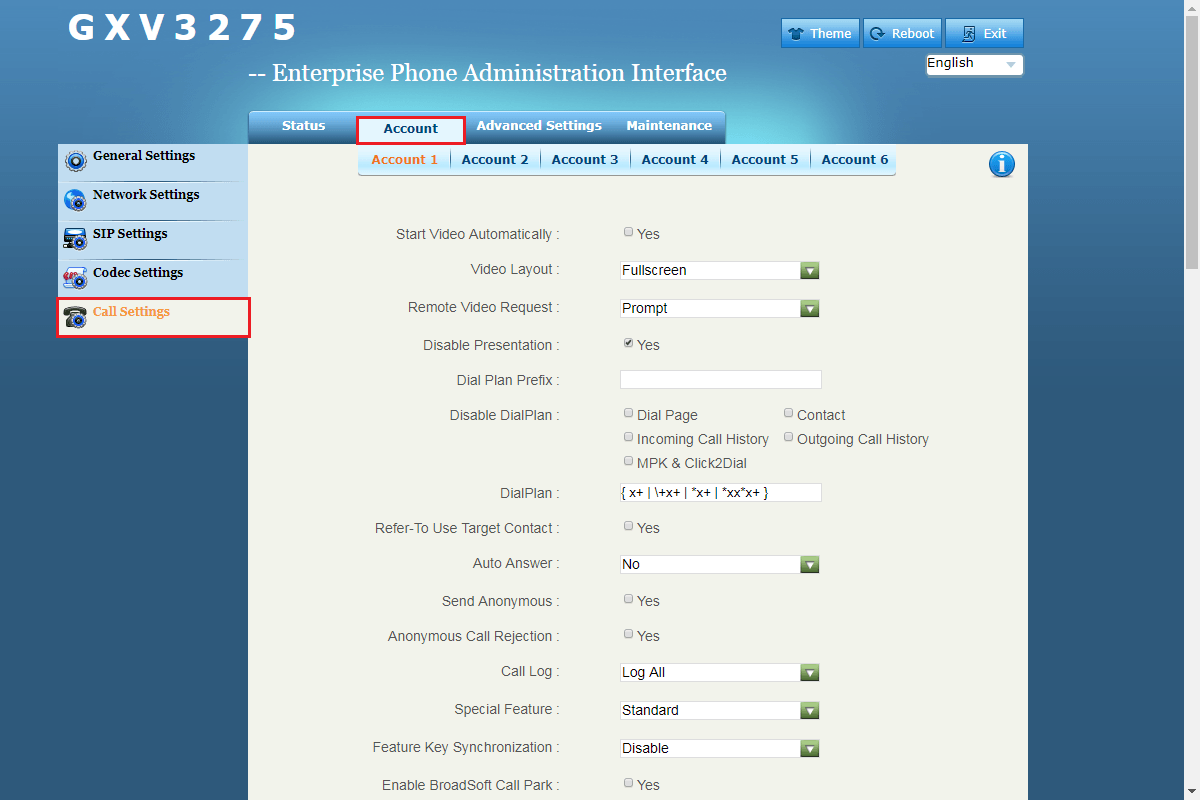 GXV3275
Theme
Reboot
Exit
English
-- Enterprise Phone Administration Interface
Status
Account
Advanced Settings
Maintenance
Account 1
Account 2
Account 3
Account 4
Account 5
Account 6
General Settings
Network Settings
SIP Settings
Codec Settings
Call Settings
Start Video Automatically : Yes
Video Layout : Fullscreen
Remote Video Request : Prompt
Disable Presentation : Yes
Dial Plan Prefix :
Disable DialPlan : Dial Page Contact
Incoming Call History Outgoing Call History
MPK & Click2Dial
DialPlan : { x+ | \+x+ | *x+ | *xx*x+ }
Refer-To Use Target Contact : Yes
Auto Answer : No
Send Anonymous : Yes
Anonymous Call Rejection : Yes
Call Log : Log All
Special Feature : Standard
Feature Key Synchronization : Disable
Enable BroadSoft Call Park : Yes